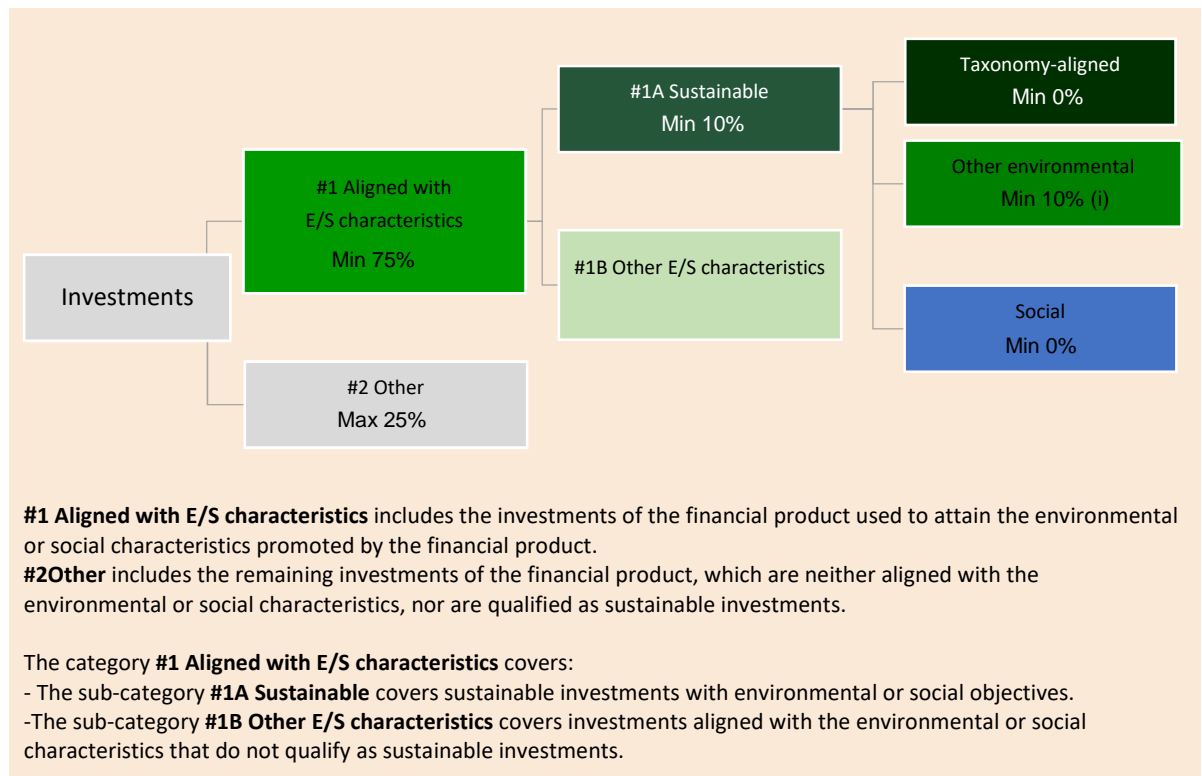 Investments
#1 Aligned with
E/S characteristics
Min 75%
#2 Other
Max 25%
#1A Sustainable
Min 10%
#1B Other E/S characteristics
Taxonomy-aligned
Min 0%
Other environmental
Min 10% (i)
Social
Min 0%
#1 Aligned with E/S characteristics includes the investments of the financial product used to attain the environmental
or social characteristics promoted by the financial product.
#2Other includes the remaining investments of the financial product, which are neither aligned with the
environmental or social characteristics, nor are qualified as sustainable investments.
The category #1 Aligned with E/S characteristics covers:
- The sub-category #1A Sustainable covers sustainable investments with environmental or social objectives.
-The sub-category #1B Other E/S characteristics covers investments aligned with the environmental or social
characteristics that do not qualify as sustainable investments.